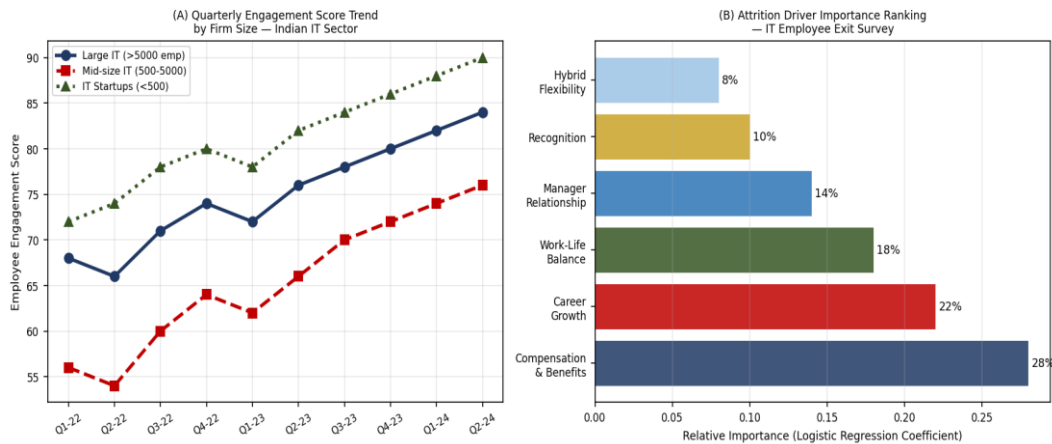 (A) Quarterly Engagement Score Trend
by Firm Size — Indian IT Sector
Large IT (>5000 emp)
Mid-size IT (500-5000)
IT Startups (<500)
Employee Engagement Score
90
85
80
75
70
65
60
55
Q1-22
Q2-22
Q3-22
Q4-22
Q1-23
Q2-23
Q3-23
Q4-23
Q1-24
Q2-24
(B) Attrition Driver Importance Ranking
— IT Employee Exit Survey
Hybrid
Flexibility
8%
Recognition
10%
Manager
Relationship
14%
Work-Life
Balance
18%
Career
Growth
22%
Compensation
& Benefits
28%
0.00
0.05
0.10
0.15
0.20
0.25
Relative Importance (Logistic Regression Coefficient)